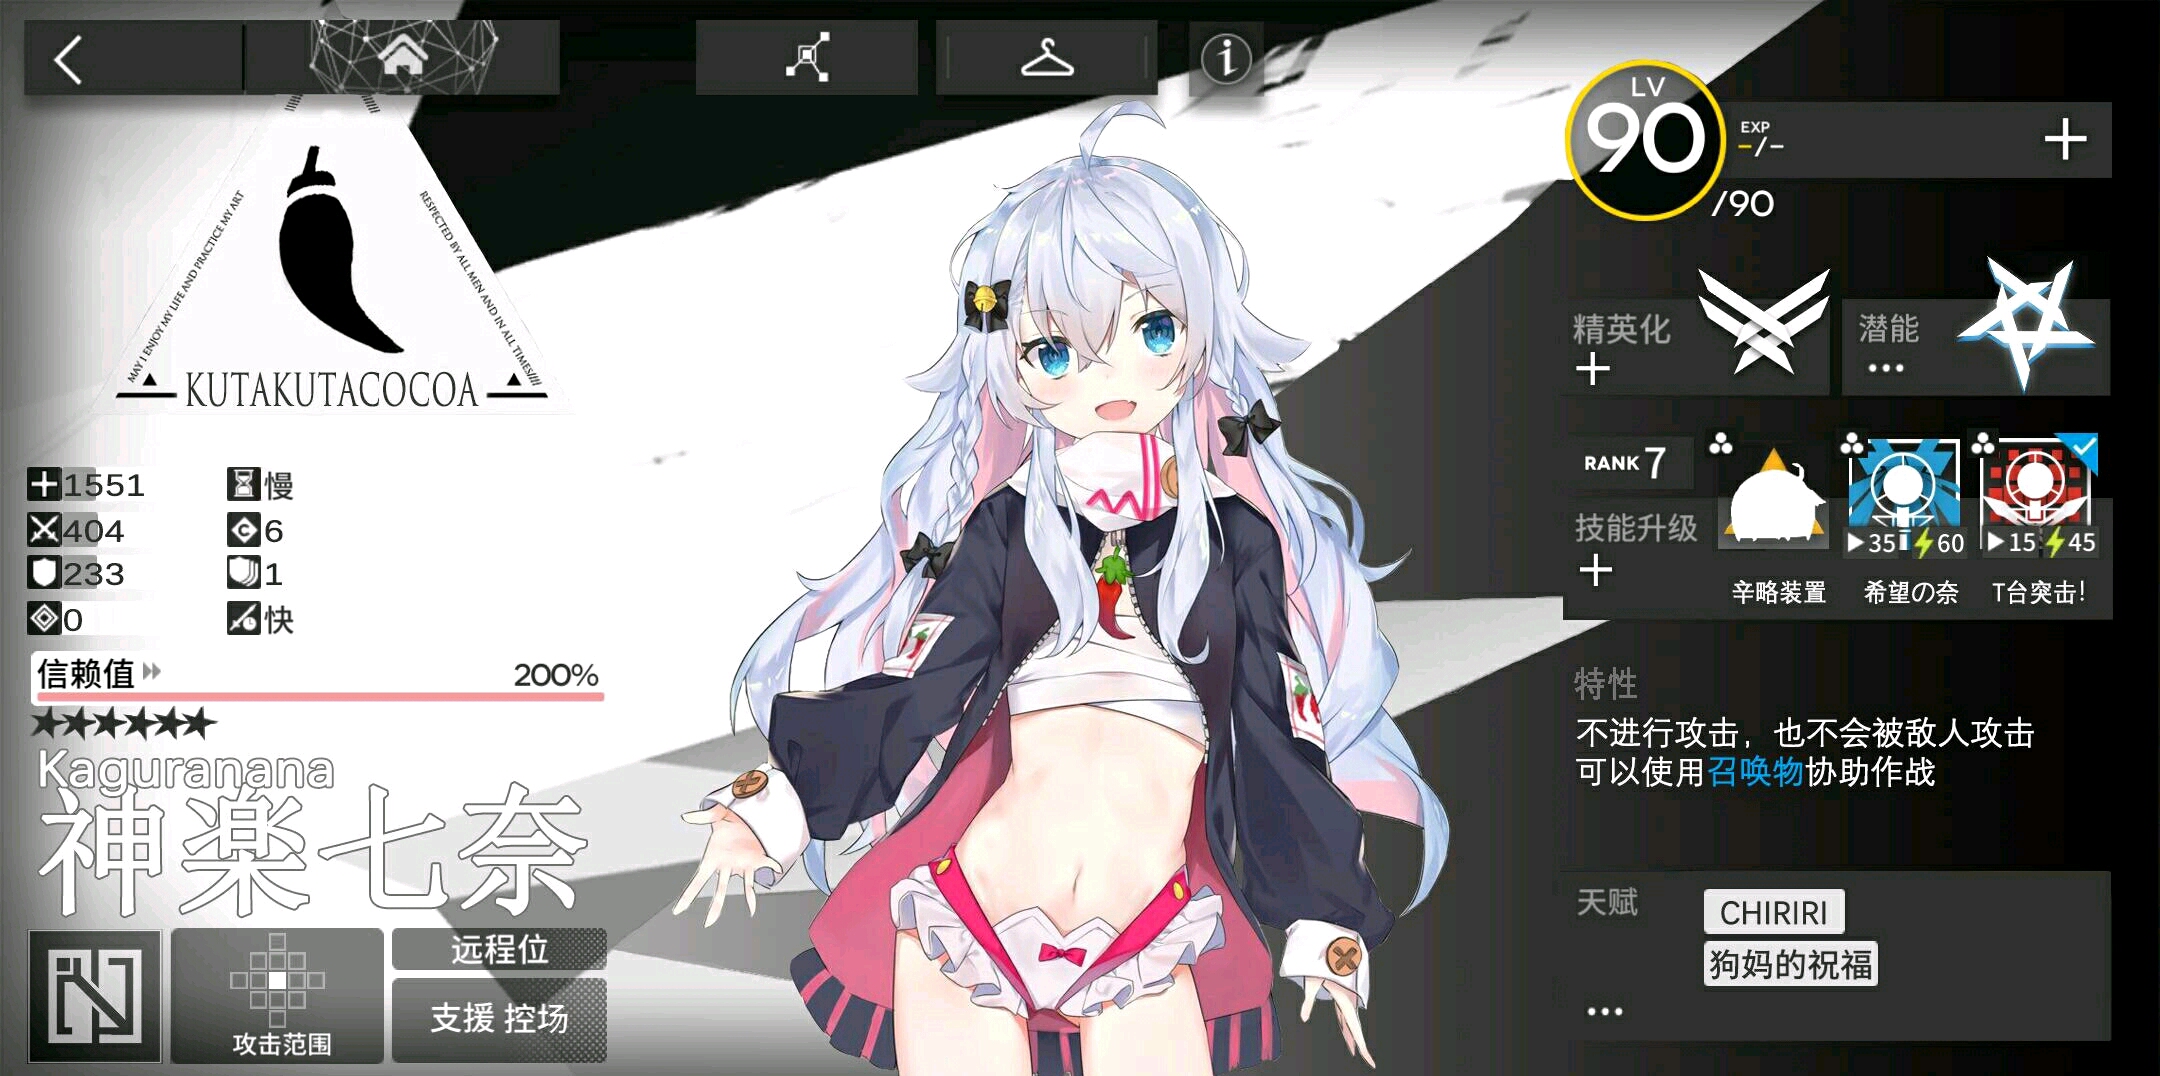 MAY I ENJOY MY LIFE AND PRACTICE MY ART
RESPECTED BY ALL MEN AND IN ALL TIMES!!!!
KUTAKUTACOCOA
1551
慢
404
6
233
1
0
快
信赖值
200%
Kaguranana
神楽七奈
攻击范围
远程位
支援 控场
LV
90
EXP
-/-
/90
精英化
潜能
RANK 7
技能升级
35 60
15 45
辛略装置
希望の奈
T台突击!
特性
不进行攻击，也不会被敌人攻击
可以使用召唤物协助作战
天赋
CHIRIRI
狗妈的祝福